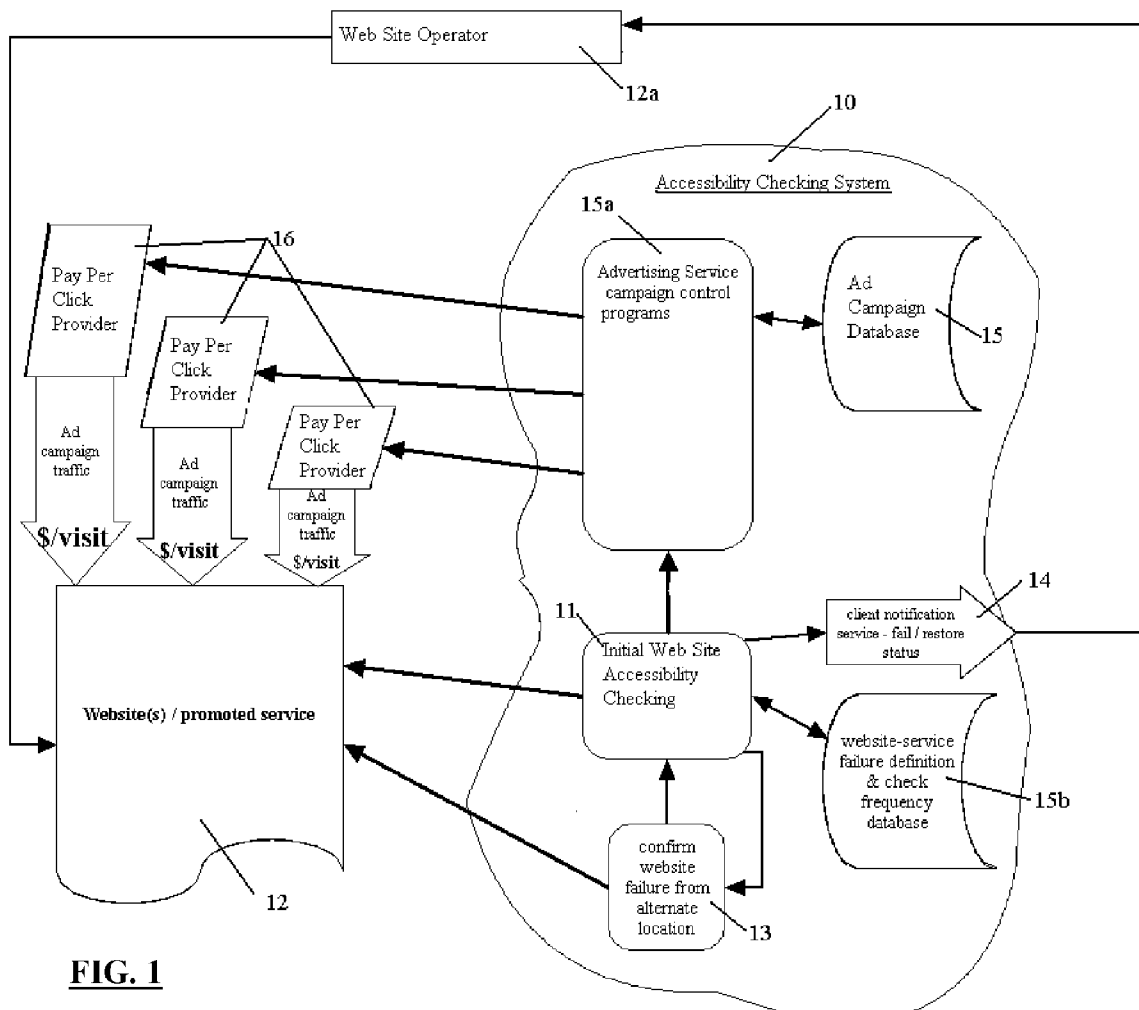 Web Site Operator
12a
10
Accessibility Checking System
15a
16
Pay Per
Click
Provider
Pay Per
Click
Provider
Pay Per
Click
Provider
Advertising Service
campaign control
programs
Ad
Campaign
Database
15
Ad
campaign
traffic
$/visit
Ad
campaign
traffic
$/visit
Ad
campaign
traffic
$/visit
14
client notification
service - fail / restore
status
11
Initial Web Site
Accessibility
Checking
Website(s) / promoted service
website-service
failure definition
& check
frequency
database
15b
confirm
website
failure from
alternate
location
13
12
FIG. 1